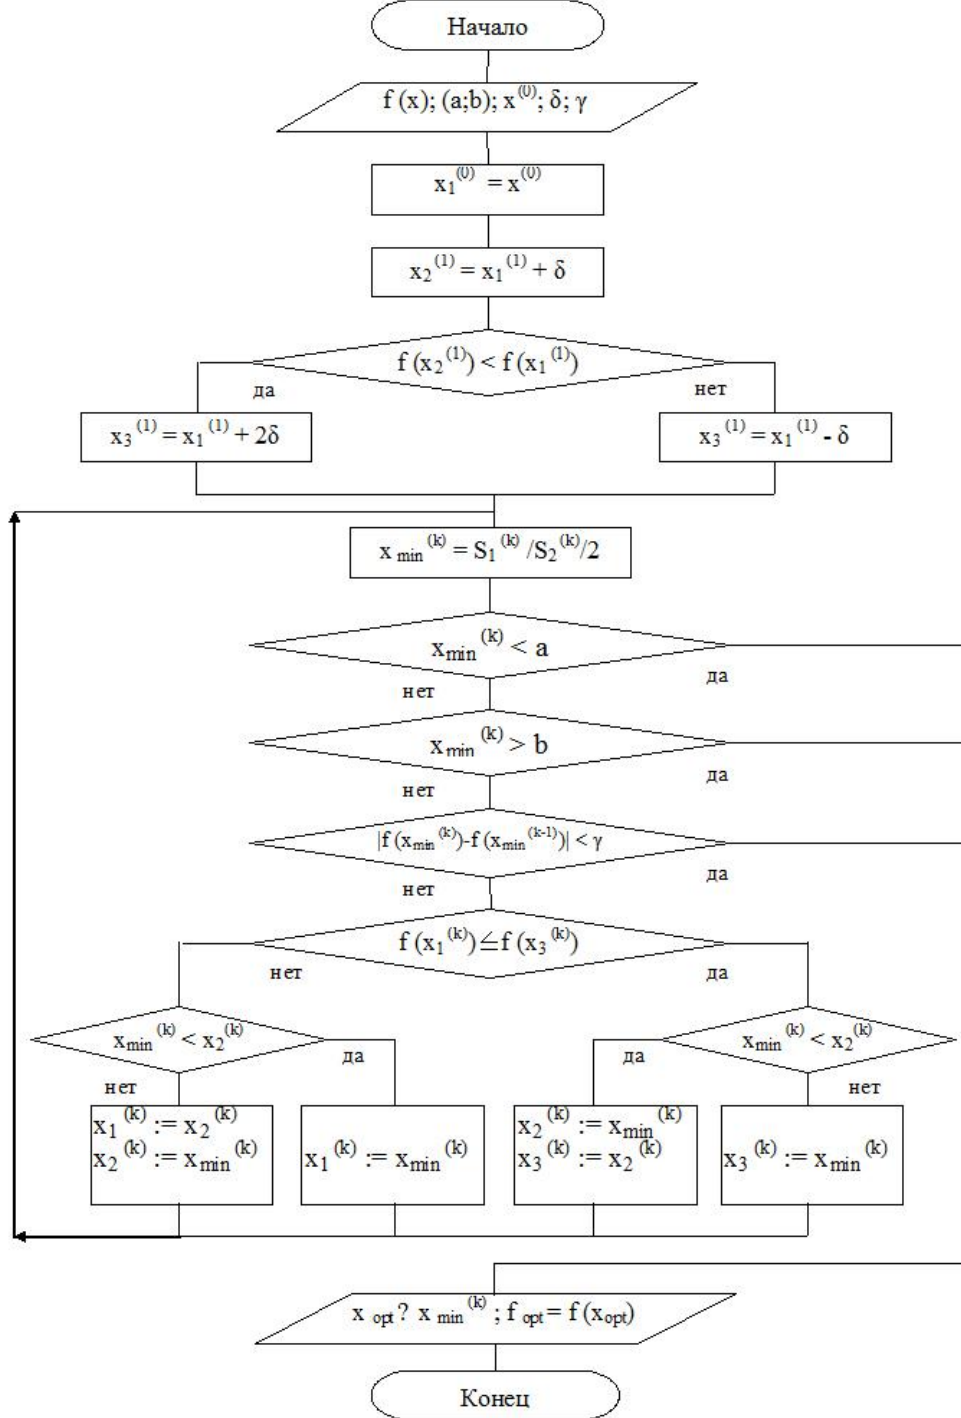 Начало
f (x); (a;b); x⁽⁰⁾; δ; γ
x₁⁽⁰⁾ = x⁽⁰⁾
x₂⁽¹⁾ = x₁⁽¹⁾ + δ
f (x₂⁽¹⁾) < f (x₁⁽¹⁾)
да
нет
x₃⁽¹⁾ = x₁⁽¹⁾ + 2δ
x₃⁽¹⁾ = x₁⁽¹⁾ - δ
x min⁽ᵏ⁾ = S₁⁽ᵏ⁾ /S₂⁽ᵏ⁾/2
xmin⁽ᵏ⁾ < a
нет
да
xmin⁽ᵏ⁾ > b
нет
да
|f (xmin⁽ᵏ⁾)-f (xmin⁽ᵏ⁻¹⁾)| < γ
нет
да
f (x₁⁽ᵏ⁾) ≤ f (x₃⁽ᵏ⁾)
нет
да
xmin⁽ᵏ⁾ < x₂⁽ᵏ⁾
xmin⁽ᵏ⁾ < x₂⁽ᵏ⁾
нет
да
да
нет
x₁⁽ᵏ⁾ := x₂⁽ᵏ⁾
x₂⁽ᵏ⁾ := xmin⁽ᵏ⁾
x₁⁽ᵏ⁾ := xmin⁽ᵏ⁾
x₂⁽ᵏ⁾ := xmin⁽ᵏ⁾
x₃⁽ᵏ⁾ := x₂⁽ᵏ⁾
x₃⁽ᵏ⁾ := xmin⁽ᵏ⁾
x opt ? x min⁽ᵏ⁾ ; f opt = f (xopt)
Конец